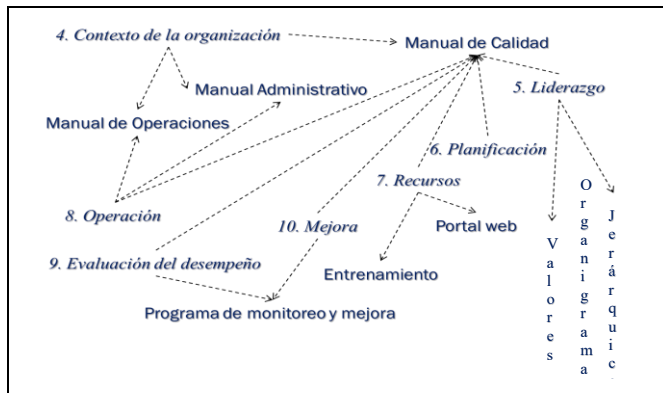 4. Contexto de la organización
Manual de Calidad
5. Liderazgo
Manual Administrativo
Manual de Operaciones
6. Planificación
7. Recursos
8. Operación
10. Mejora
Portal web
9. Evaluación del desempeño
Entrenamiento
Programa de monitoreo y mejora
Valores
Organigrama